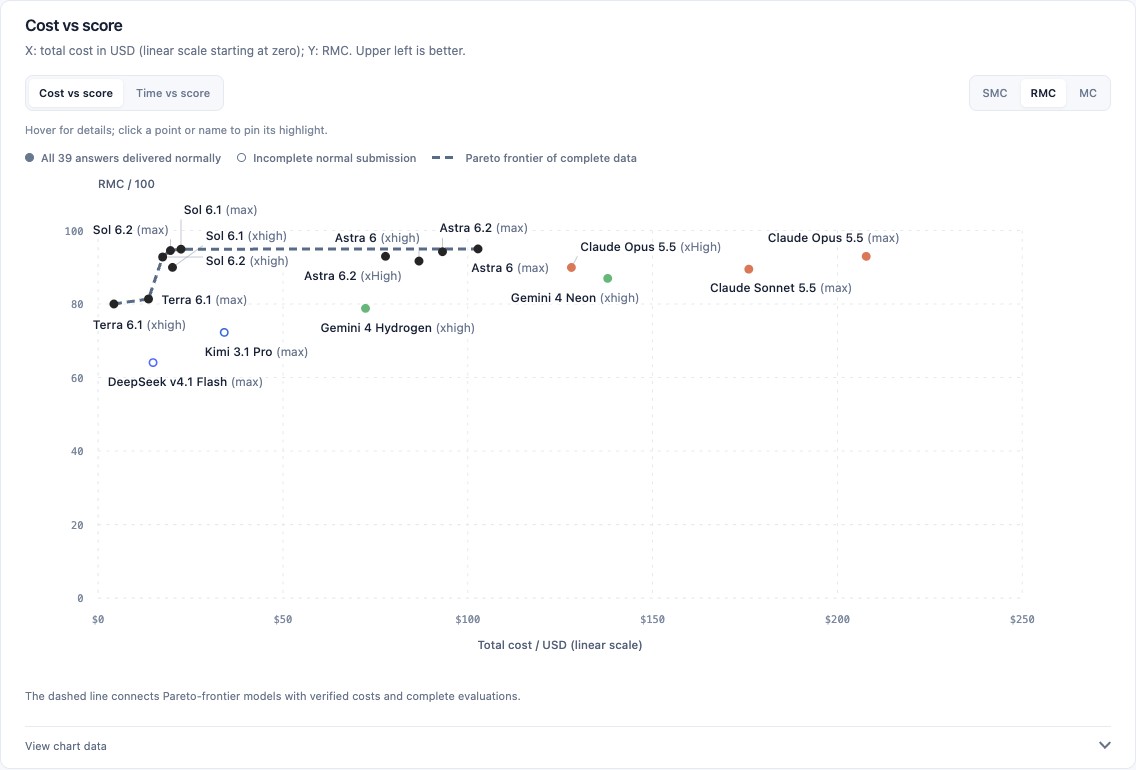 Cost vs score
X: total cost in USD (linear scale starting at zero); Y: RMC. Upper left is better.
Cost vs score Time vs score
SMC RMC MC
Hover for details; click a point or name to pin its highlight.
All 39 answers delivered normally Incomplete normal submission Pareto frontier of complete data
RMC / 100
Sol 6.1 (max)
Sol 6.2 (max)
Sol 6.1 (xhigh)
Sol 6.2 (xhigh)
Astra 6 (xhigh)
Astra 6.2 (max)
Astra 6.2 (xHigh)
Astra 6 (max)
Claude Opus 5.5 (xHigh)
Claude Opus 5.5 (max)
Claude Sonnet 5.5 (max)
Gemini 4 Neon (xhigh)
Terra 6.1 (max)
Terra 6.1 (xhigh)
Gemini 4 Hydrogen (xhigh)
Kimi 3.1 Pro (max)
DeepSeek v4.1 Flash (max)
100
80
60
40
20
0
$0 $50 $100 $150 $200 $250
Total cost / USD (linear scale)
The dashed line connects Pareto-frontier models with verified costs and complete evaluations.
View chart data